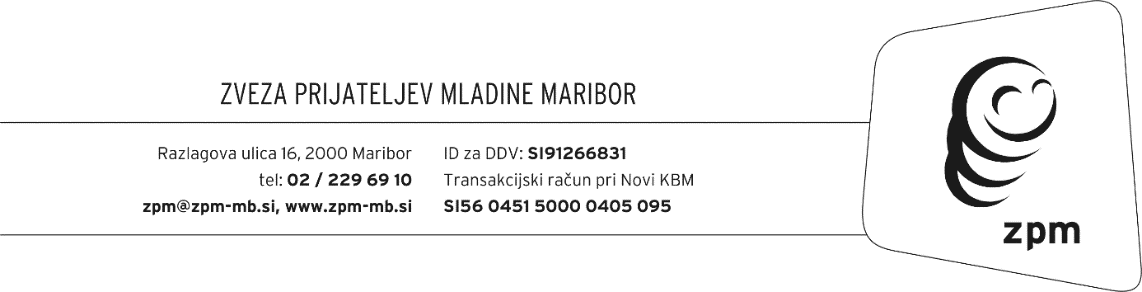 ZVEZA PRIJATELJEV MLADINE MARIBOR
Razlagova ulica 16, 2000 Maribor
tel: 02 / 229 69 10
zpm@zpm-mb.si, www.zpm-mb.si
ID za DDV: SI91266831
Transakcijski račun pri Novi KBM
SI56 0451 5000 0405 095
zpm